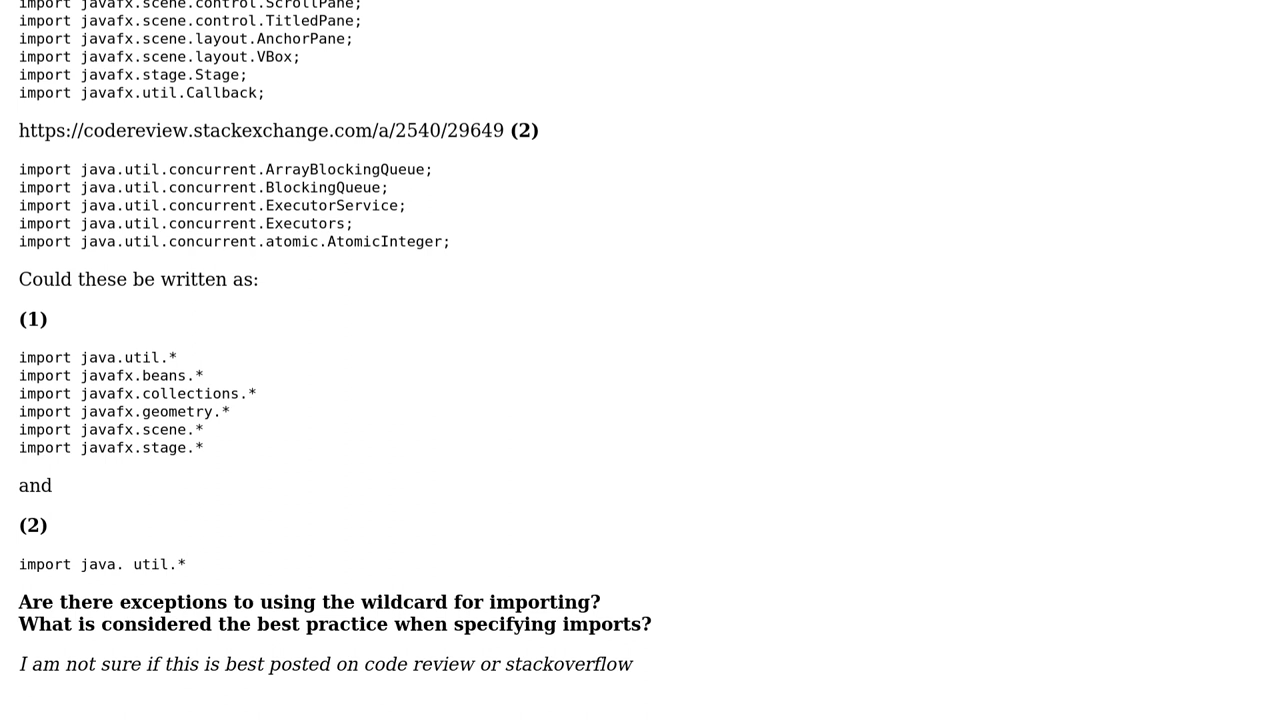 import javafx.scene.control.ScrollPane;
import javafx.scene.control.TitledPane;
import javafx.scene.layout.AnchorPane;
import javafx.scene.layout.VBox;
import javafx.stage.Stage;
import javafx.util.Callback;
https://codereview.stackexchange.com/a/2540/29649 (2)
import java.util.concurrent.ArrayBlockingQueue;
import java.util.concurrent.BlockingQueue;
import java.util.concurrent.ExecutorService;
import java.util.concurrent.Executors;
import java.util.concurrent.atomic.AtomicInteger;
Could these be written as:
(1)
import java.util.*
import javafx.beans.*
import javafx.collections.*
import javafx.geometry.*
import javafx.scene.*
import javafx.stage.*
and
(2)
import java. util.*
Are there exceptions to using the wildcard for importing?
What is considered the best practice when specifying imports?
I am not sure if this is best posted on code review or stackoverflow